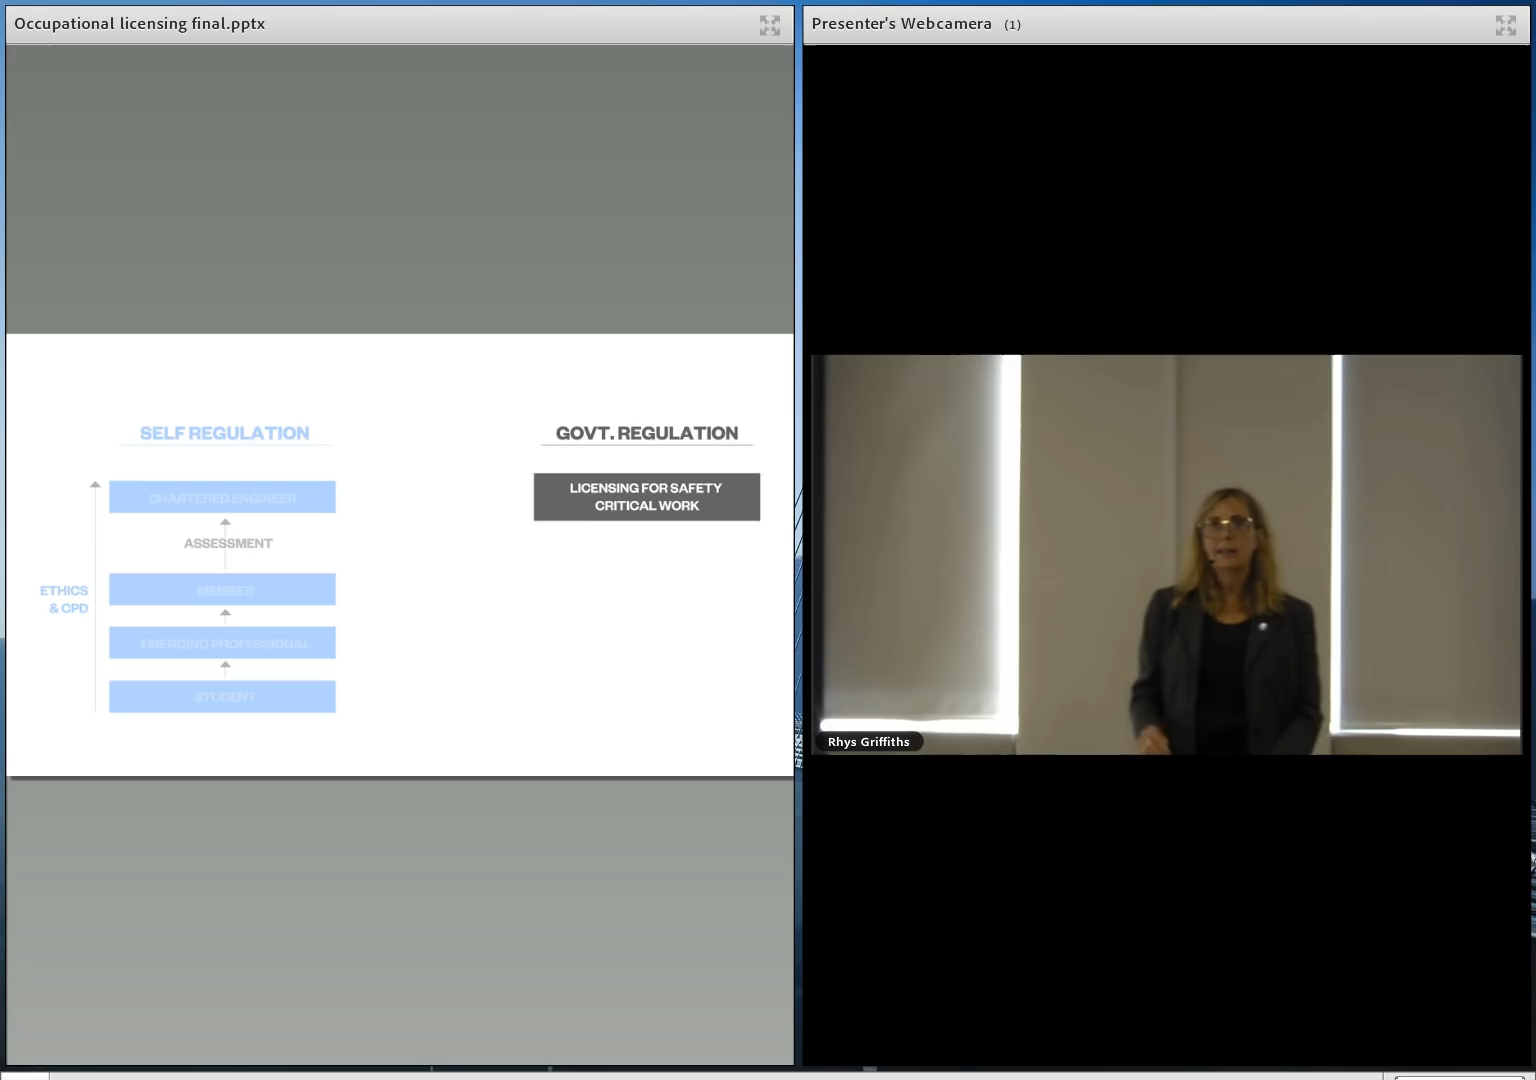 Occupational licensing final.pptx
Presenter's Webcamera (1)
SELF REGULATION
GOVT. REGULATION
CHARTERED ENGINEER
LICENSING FOR SAFETY
CRITICAL WORK
ASSESSMENT
ETHICS
& CPD
MEMBER
EMERGING PROFESSIONAL
STUDENT
Rhys Griffiths